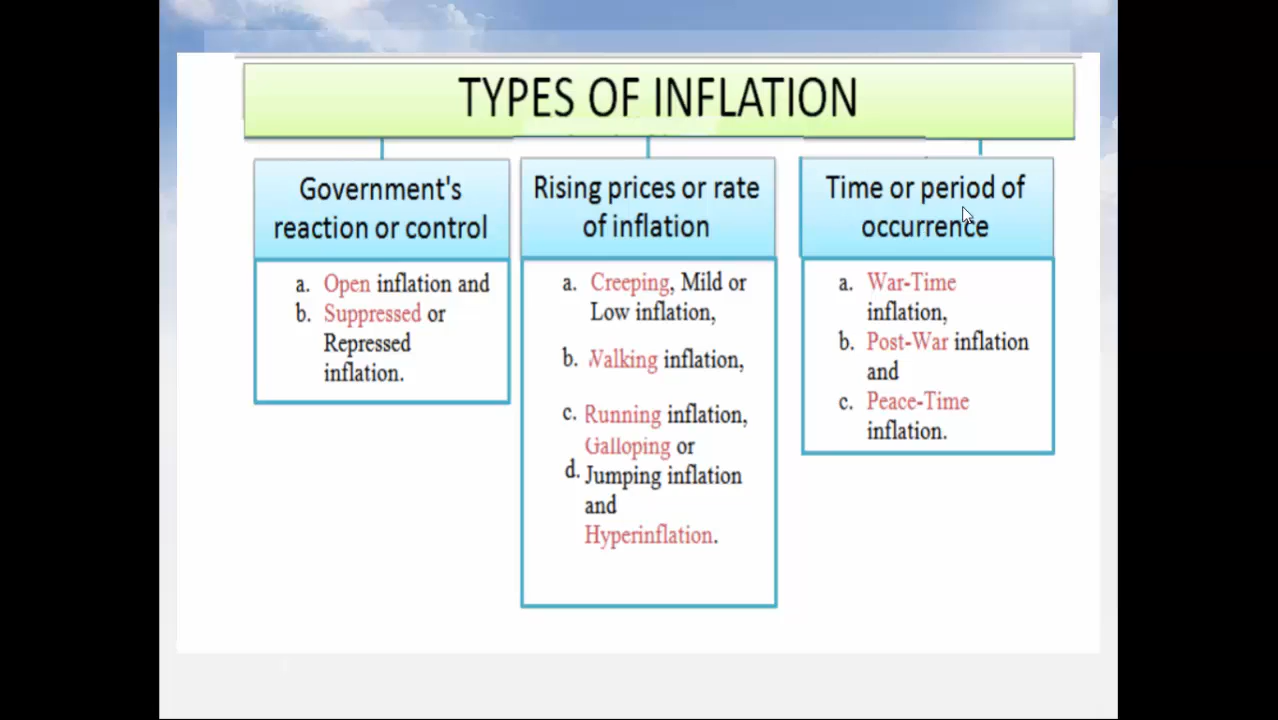 TYPES OF INFLATION
Government's
reaction or control
a. Open inflation and
b. Suppressed or
Repressed
inflation.
Rising prices or rate
of inflation
a. Creeping, Mild or
Low inflation,
b. Walking inflation,
c. Running inflation,
Galloping or
d. Jumping inflation
and
Hyperinflation.
Time or period of
occurrence
a. War-Time
inflation,
b. Post-War inflation
and
c. Peace-Time
inflation.